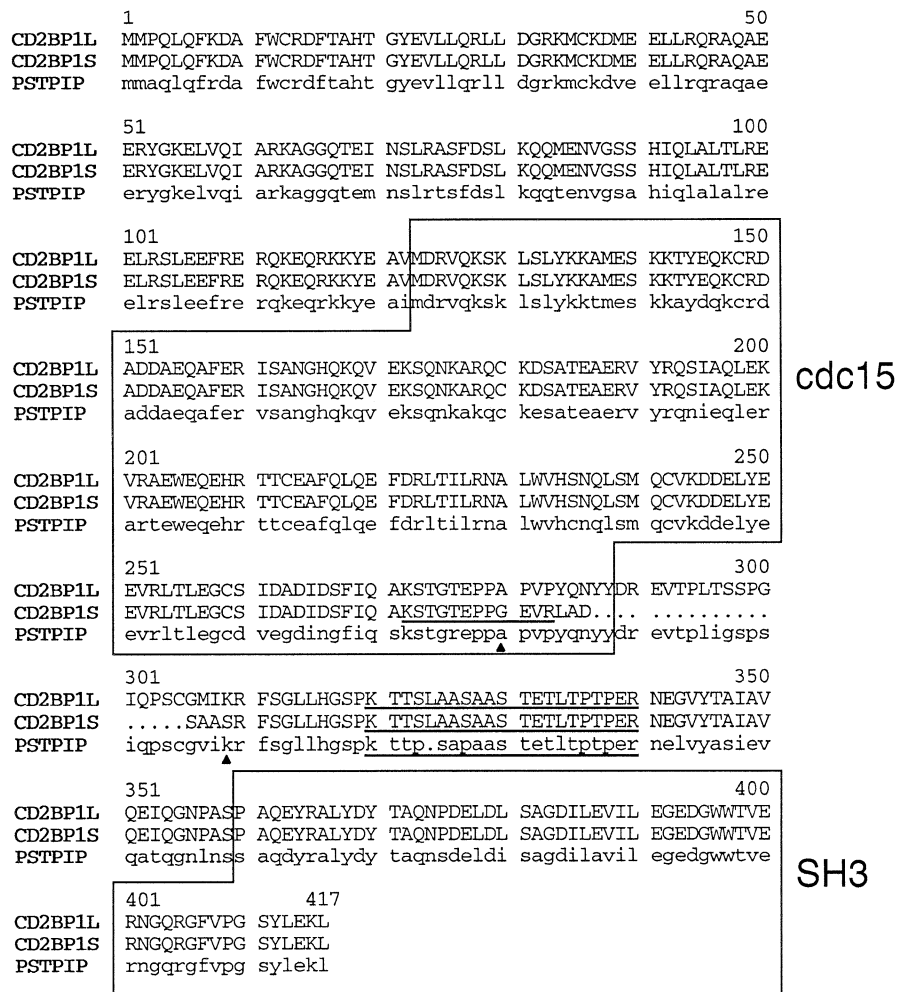 1 50
CD2BP1L MMPQLQFKDA FWCRDFTAHT GYEVLLQRLL DGRKMCKDME ELLRQRAQAE
CD2BP1S MMPQLQFKDA FWCRDFTAHT GYEVLLQRLL DGRKMCKDME ELLRQRAQAE
PSTPIP mmaqlqfrda fwcrdftaht gyevllqrll dgrkmckdve ellrqraqae
51 100
CD2BP1L ERYGKELVQI ARKAGGQTEI NSLRASFDSL KQQMENVGSS HIQLALTLRE
CD2BP1S ERYGKELVQI ARKAGGQTEI NSLRASFDSL KQQMENVGSS HIQLALTLRE
PSTPIP erygkelvqi arkaggqtem nslrtsfdsl kqqtenvgsa hiqlalalre
101 150
CD2BP1L ELRSLEEFRE RQKEQRKKYE AVMDRVQKSK LSLYKKAMES KKTYEQKCRD
CD2BP1S ELRSLEEFRE RQKEQRKKYE AVMDRVQKSK LSLYKKAMES KKTYEQKCRD
PSTPIP elrsleefre rqkeqrkkye aimdrvqksk lslykktmes kkaydqkcrd
151 200
CD2BP1L ADDAEQAFER ISANGHQKQV EKSQNKARQC KDSATEAERV YRQSIAQLEK
CD2BP1S ADDAEQAFER ISANGHQKQV EKSQNKARQC KDSATEAERV YRQSIAQLEK
PSTPIP addaeqafer vsanghqkqv eksqnkakqc kesateaerv yrqnieqler
cdc15
201 250
CD2BP1L VRAEWEQEHR TTCEAFQLQE FDRLTILRNA LWVHSNQLSM QCVKDDELYE
CD2BP1S VRAEWEQEHR TTCEAFQLQE FDRLTILRNA LWVHSNQLSM QCVKDDELYE
PSTPIP arteweqehr ttceafqlqe fdrltilrna lwvhcnqlsm qcvkddelye
251 300
CD2BP1L EVRLTLEGCS IDADIDSFIQ AKSTGTEPPA PVPYQNYYDR EVTPLTSSPG
CD2BP1S EVRLTLEGCS IDADIDSFIQ AKSTGTEPPG EVRLAD.... ..........
PSTPIP evrltlegcd vegdingfiq skstgreppa pvpyqnyydr evtpligsps
301 350
CD2BP1L IQPSCGMIKR FSGLLHGSPK TTSLAASAAS TETLTPTPER NEGVYTAIAV
CD2BP1S .....SAASR FSGLLHGSPK TTSLAASAAS TETLTPTPER NEGVYTAIAV
PSTPIP iqpscgvikr fsgllhgspk ttp.sapaas tetltptper nelvyasiev
351 400
CD2BP1L QEIQGNPASP AQEYRALYDY TAQNPDELDL SAGDILEVIL EGEDGWWTVE
CD2BP1S QEIQGNPASP AQEYRALYDY TAQNPDELDL SAGDILEVIL EGEDGWWTVE
PSTPIP qatqgnlnss aqdyralydy taqnsdeldi sagdilavil egedgwwtve
SH3
401 417
CD2BP1L RNGQRGFVPG SYLEKL
CD2BP1S RNGQRGFVPG SYLEKL
PSTPIP rngqrgfvpg sylekl